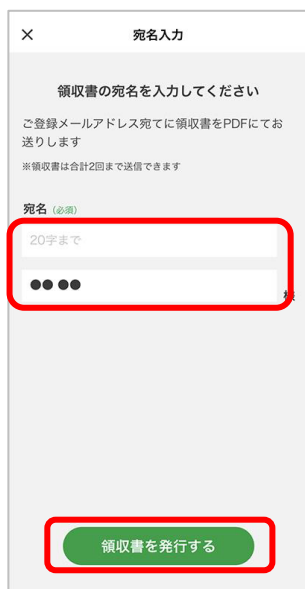 × 宛名入力
領収書の宛名を入力してください
ご登録メールアドレス宛てに領収書をPDFにてお
送りします
※領収書は合計2回まで送信できます
宛名 (必須)
20字まで
●● ●●
様
領収書を発行する